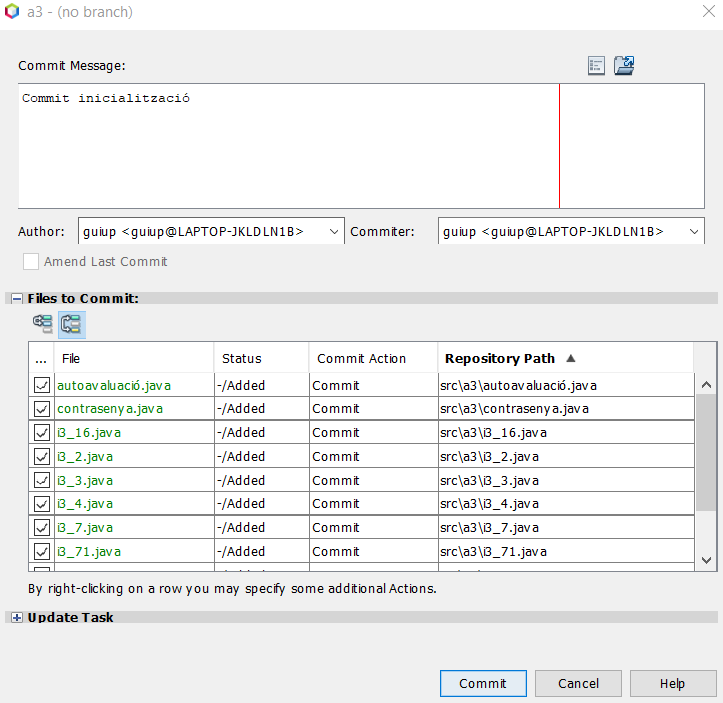 a3 - (no branch)
Commit Message:
Commit inicialització
Author: guiup <guiup@LAPTOP-JKLDLN1B> Commiter: guiup <guiup@LAPTOP-JKLDLN1B>
Amend Last Commit
Files to Commit:
... File Status Commit Action Repository Path
autoavaluació.java -/Added Commit src\a3\autoavaluació.java
contrasenya.java -/Added Commit src\a3\contrasenya.java
i3_16.java -/Added Commit src\a3\i3_16.java
i3_2.java -/Added Commit src\a3\i3_2.java
i3_3.java -/Added Commit src\a3\i3_3.java
i3_4.java -/Added Commit src\a3\i3_4.java
i3_7.java -/Added Commit src\a3\i3_7.java
i3_71.java -/Added Commit src\a3\i3_71.java
By right-clicking on a row you may specify some additional Actions.
Update Task
Commit Cancel Help